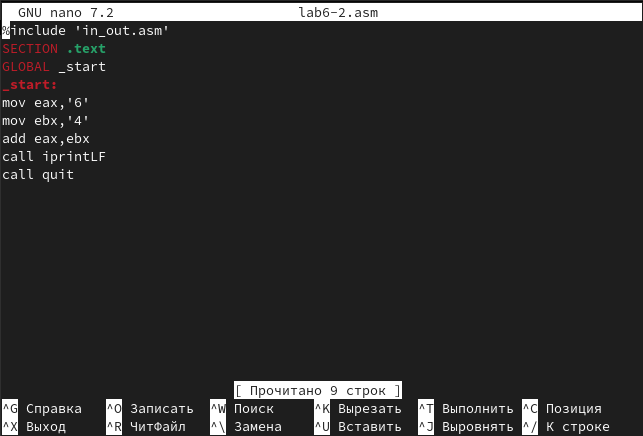 GNU nano 7.2 lab6-2.asm
%include 'in_out.asm'
SECTION .text
GLOBAL _start
_start:
mov eax,'6'
mov ebx,'4'
add eax,ebx
call iprintLF
call quit
[ Прочитано 9 строк ]
^G Справка ^O Записать ^W Поиск ^K Вырезать ^T Выполнить ^C Позиция
^X Выход ^R ЧитФайл ^\ Замена ^U Вставить ^J Выровнять ^/ К строке